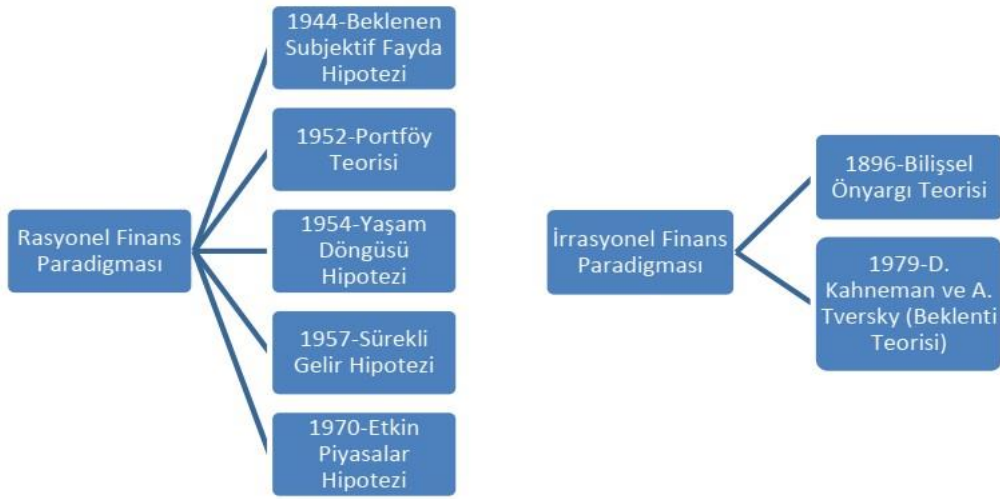 Rasyonel Finans
Paradigması
1944-Beklenen
Subjektif Fayda
Hipotezi
1952-Portföy
Teorisi
1954-Yaşam
Döngüsü
Hipotezi
1957-Sürekli
Gelir Hipotezi
1970-Etkin
Piyasalar
Hipotezi
İrrasyonel Finans
Paradigması
1896-Bilişsel
Önyargı Teorisi
1979-D.
Kahneman ve A.
Tversky (Beklenti
Teorisi)